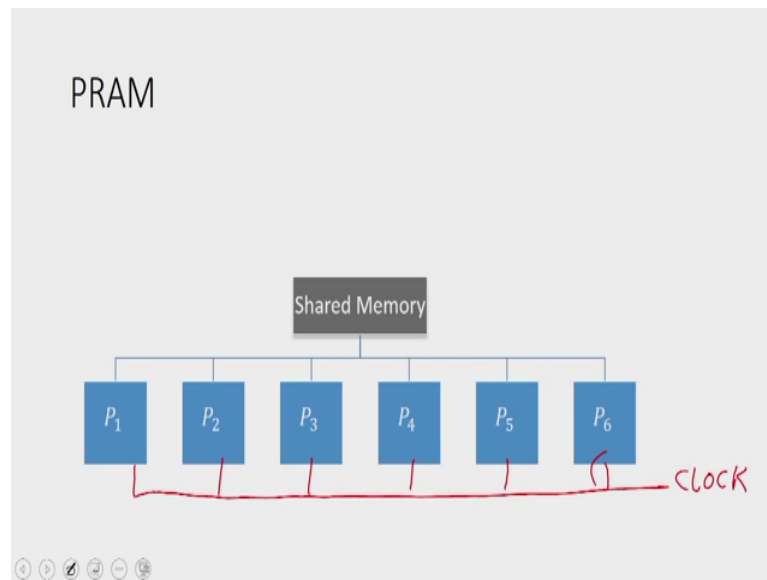 PRAM
Shared Memory
P₁ P₂ P₃ P₄ P₅ P₆
CLOCK